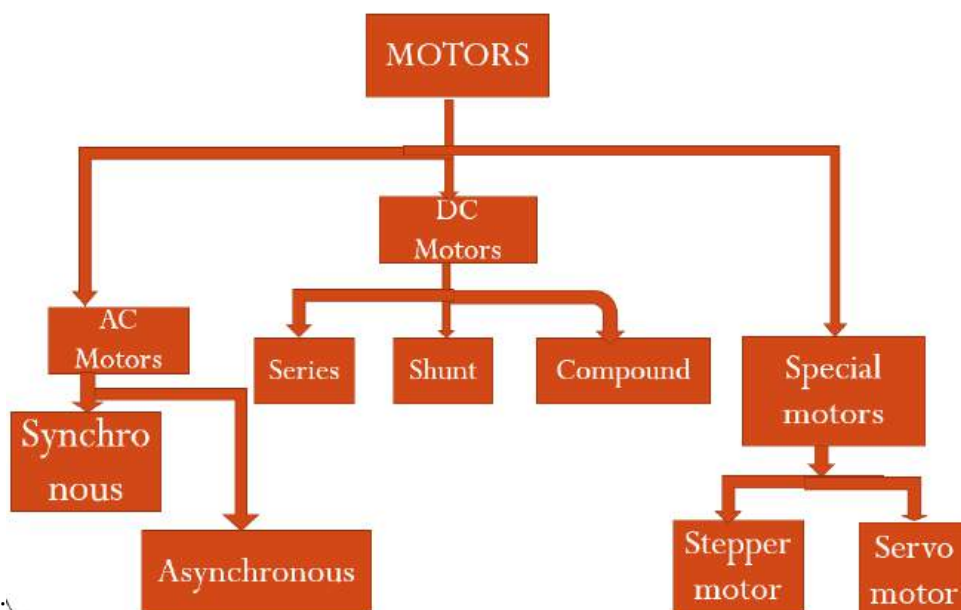 MOTORS
DC
Motors
AC
Motors
Series
Shunt
Compound
Special
motors
Synchro
nous
Asynchronous
Stepper
motor
Servo
motor
.\